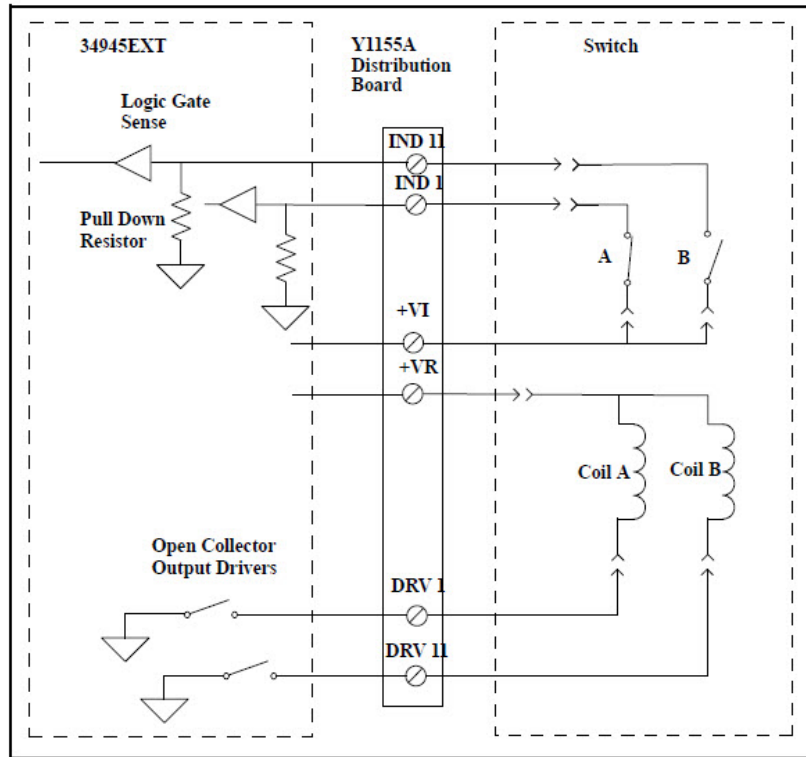 34945EXT
Y1155A
Distribution
Board
Switch
Logic Gate
Sense
IND 11
IND 1
Pull Down
Resistor
A
B
+VI
+VR
Coil A
Coil B
Open Collector
Output Drivers
DRV 1
DRV 11